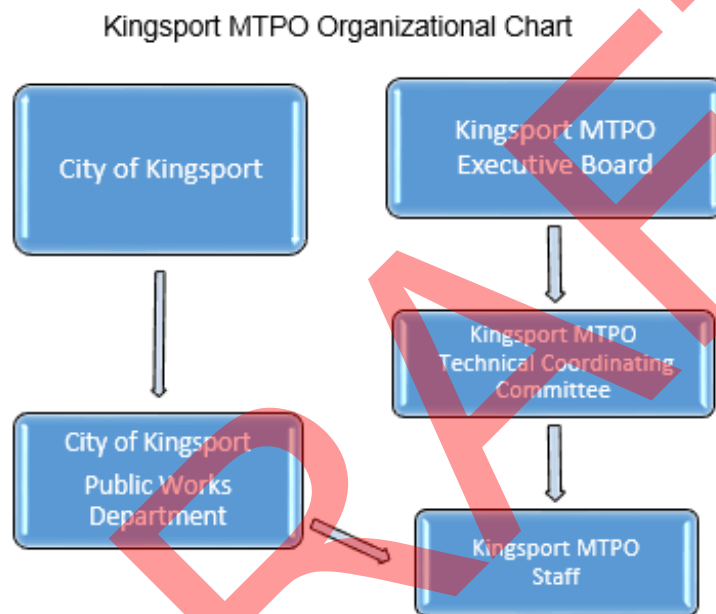 Kingsport MTPO Organizational Chart
City of Kingsport
Kingsport MTPO
Executive Board
Kingsport MTPO
Technical Coordinating
Committee
City of Kingsport
Public Works
Department
Kingsport MTPO
Staff